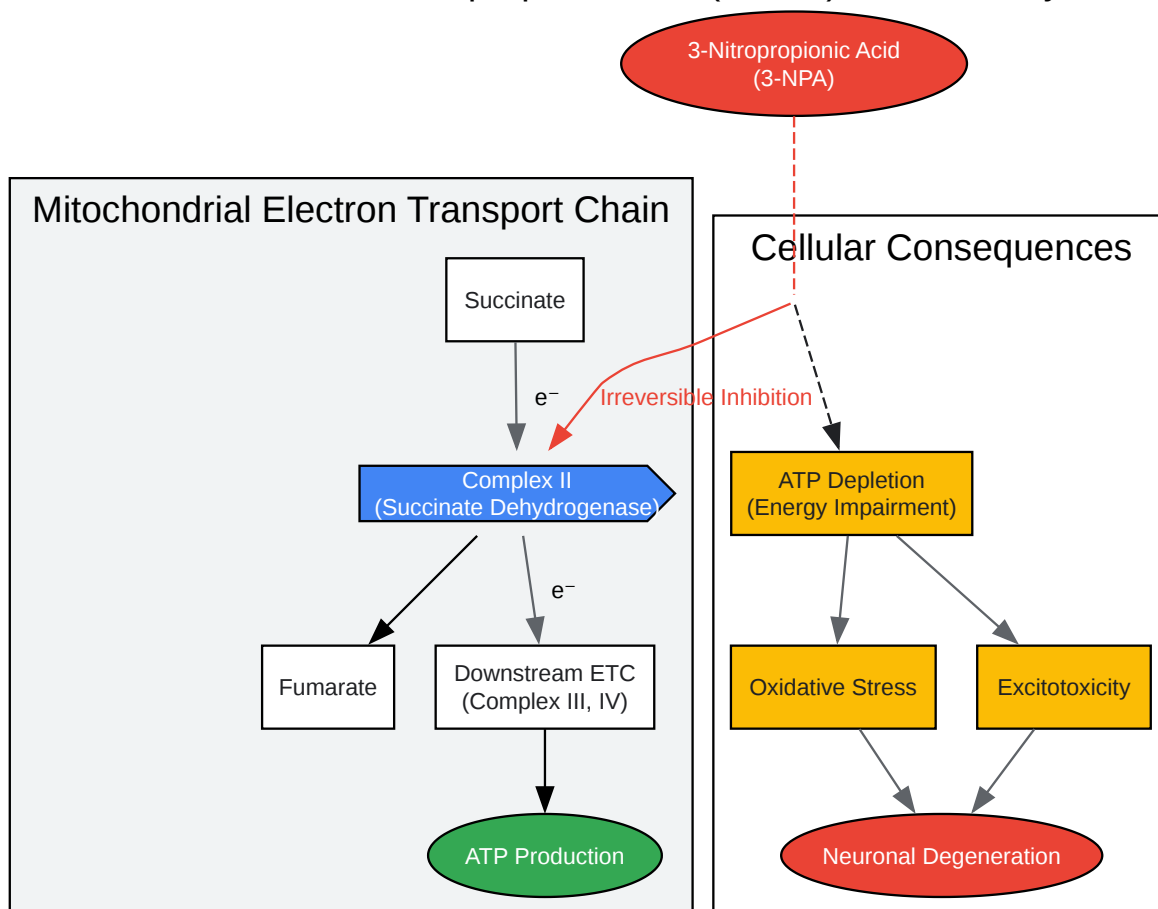 3-Nitropropionic Acid
(3-NPA)
Mitochondrial Electron Transport Chain
Cellular Consequences
Succinate
e⁻
Irreversible Inhibition
Complex II
(Succinate Dehydrogenase)
ATP Depletion
(Energy Impairment)
e⁻
Fumarate
Downstream ETC
(Complex III, IV)
Oxidative Stress
Excitotoxicity
ATP Production
Neuronal Degeneration